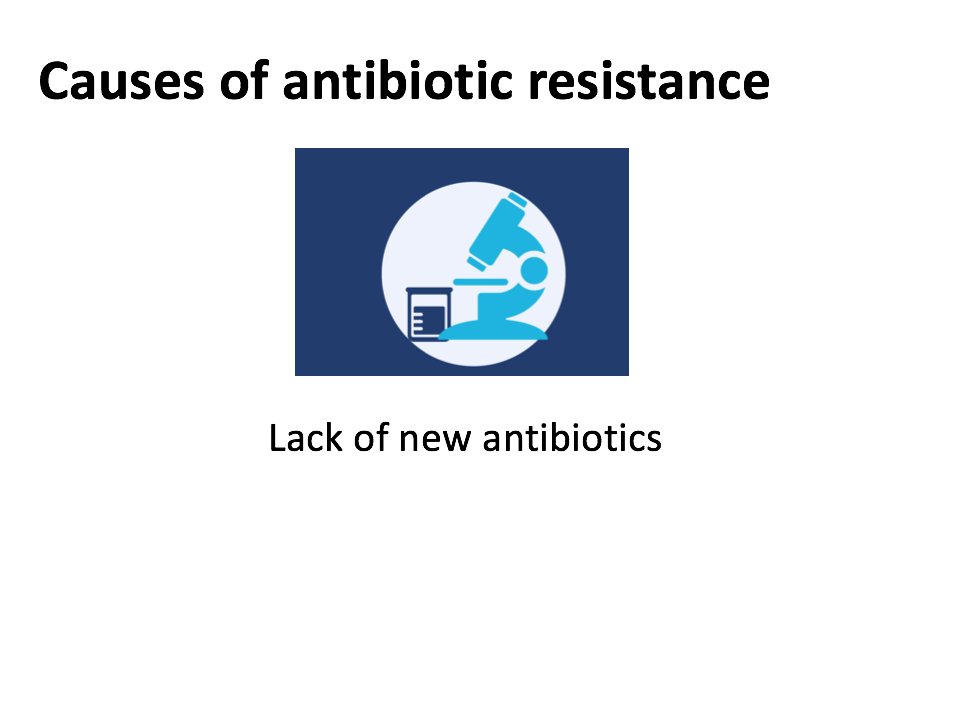 Causes of antibiotic resistance
Lack of new antibiotics